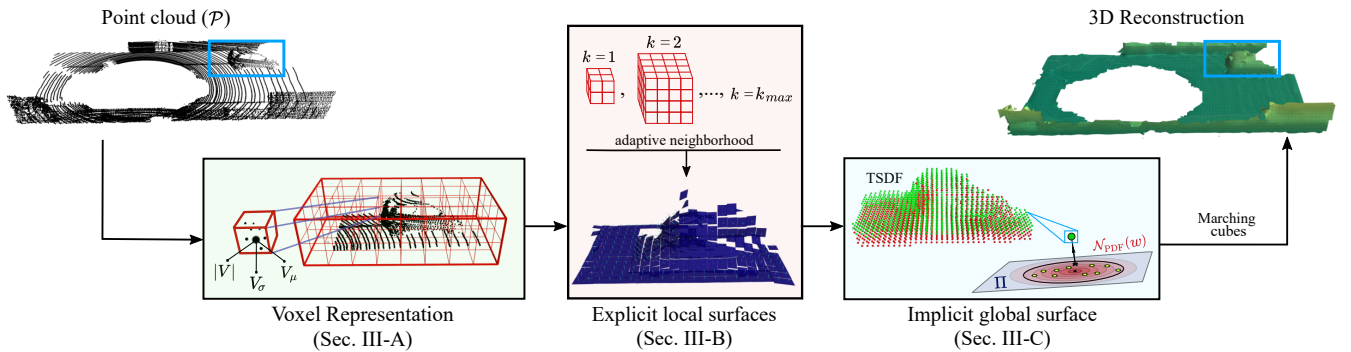 Point cloud (𝒫)
|V|
V_σ
V_μ
Voxel Representation
(Sec. III-A)
k = 1
,
k = 2
,..., k = k_max
adaptive neighborhood
Explicit local surfaces
(Sec. III-B)
TSDF
𝒩_PDF(w)
Π
Implicit global surface
(Sec. III-C)
Marching
cubes
3D Reconstruction